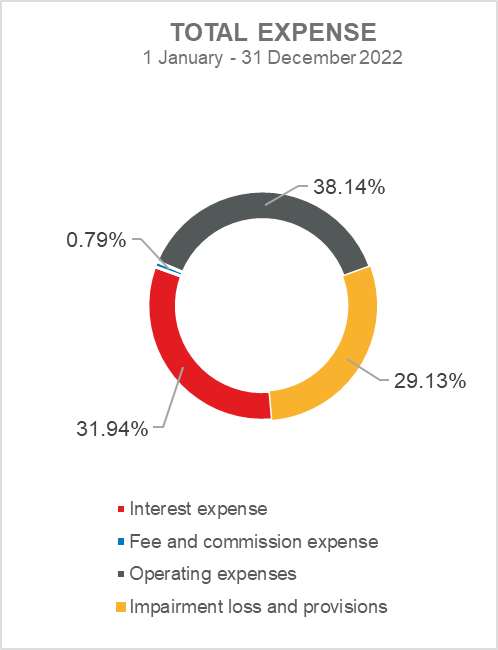 TOTAL EXPENSE
1 January - 31 December 2022
38.14%
0.79%
29.13%
31.94%
Interest expense
Fee and commission expense
Operating expenses
Impairment loss and provisions